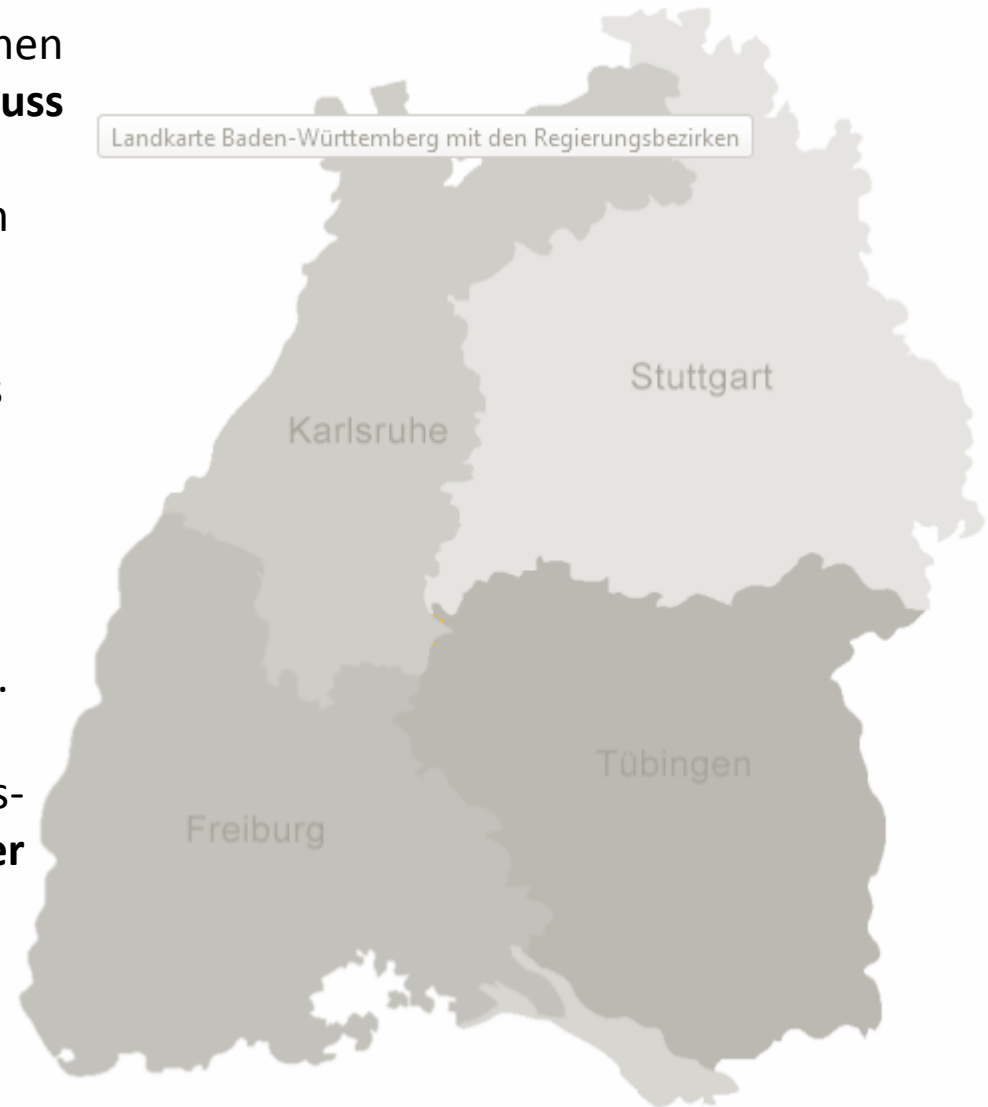 nen
uss
Landkarte Baden-Württemberg mit den Regierungsbezirken
n
s
Stuttgart
Karlsruhe
.
Tübingen
s-
Freiburg
er